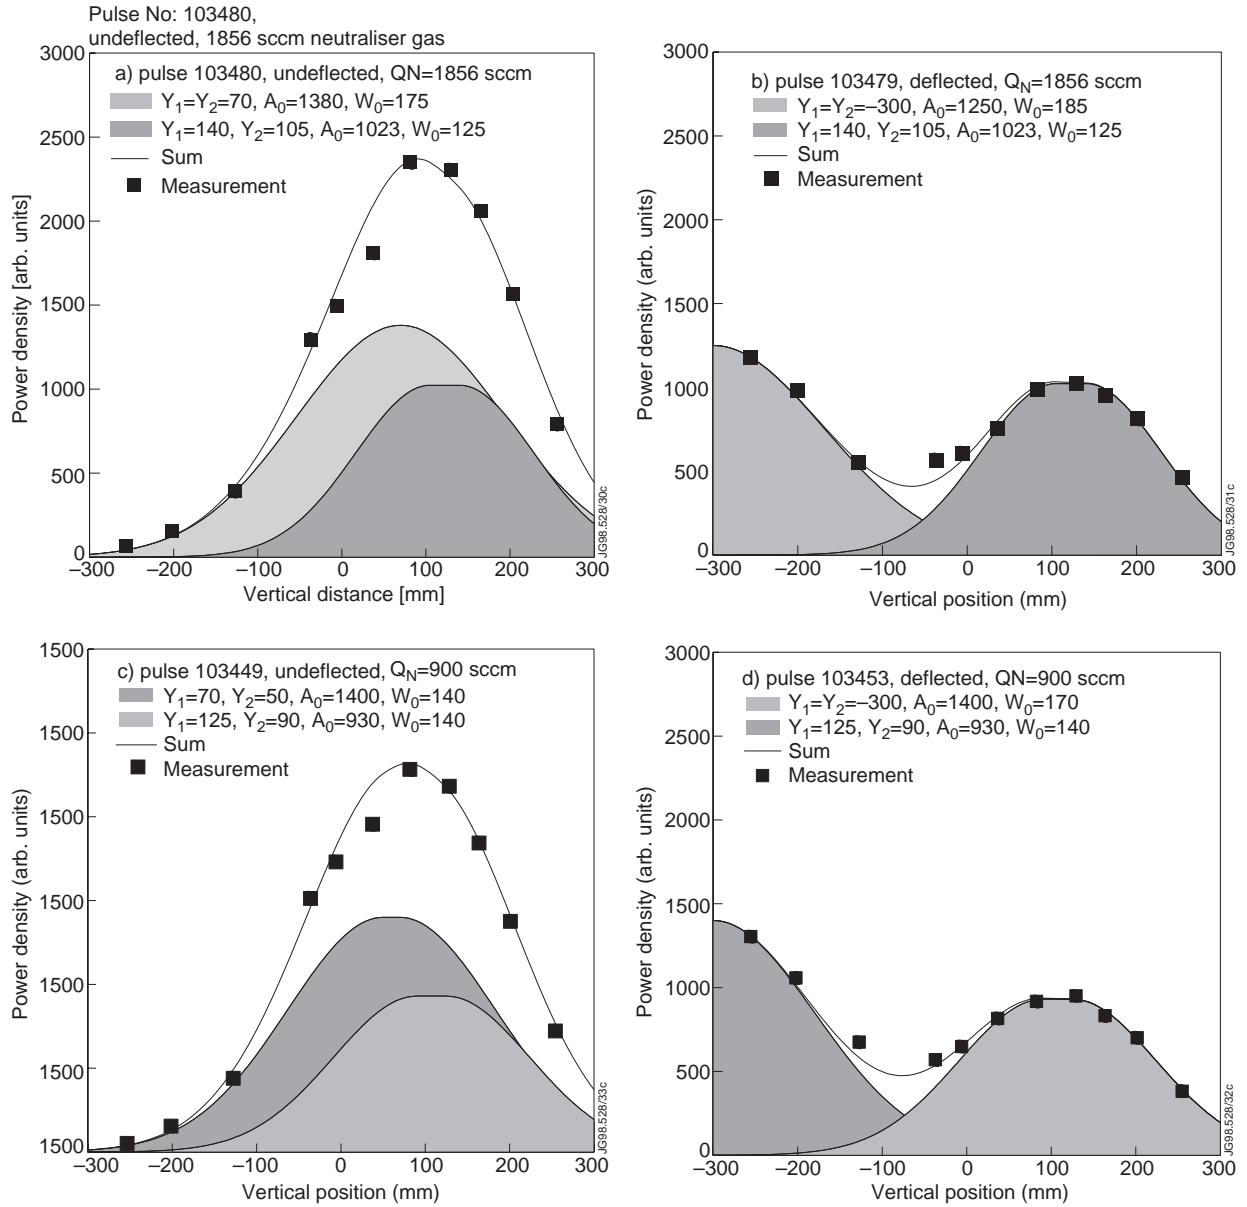 Pulse No: 103480,
undeflected, 1856 sccm neutraliser gas
3000
2500
2000
1500
1000
500
0
Power density [arb. units]
a) pulse 103480, undeflected, QN=1856 sccm
Y1=Y2=70, A0=1380, W0=175
Y1=140, Y2=105, A0=1023, W0=125
Sum
Measurement
–300 –200 –100 0 100 200 300
Vertical distance [mm]
JG98.528/30c
3000
2500
2000
1500
1000
500
0
Power density (arb. units)
b) pulse 103479, deflected, QN=1856 sccm
Y1=Y2=–300, A0=1250, W0=185
Y1=140, Y2=105, A0=1023, W0=125
Sum
Measurement
–300 –200 –100 0 100 200 300
Vertical position (mm)
JG98.528/31c
1500
1500
1500
1500
1500
1500
1500
Power density (arb. units)
c) pulse 103449, undeflected, QN=900 sccm
Y1=70, Y2=50, A0=1400, W0=140
Y1=125, Y2=90, A0=930, W0=140
Sum
Measurement
–300 –200 –100 0 100 200 300
Vertical position (mm)
JG98.528/33c
3000
2500
2000
1500
1000
500
0
Power density (arb. units)
d) pulse 103453, deflected, QN=900 sccm
Y1=Y2=–300, A0=1400, W0=170
Y1=125, Y2=90, A0=930, W0=140
Sum
Measurement
–300 –200 –100 0 100 200 300
Vertical position (mm)
JG98.528/32c